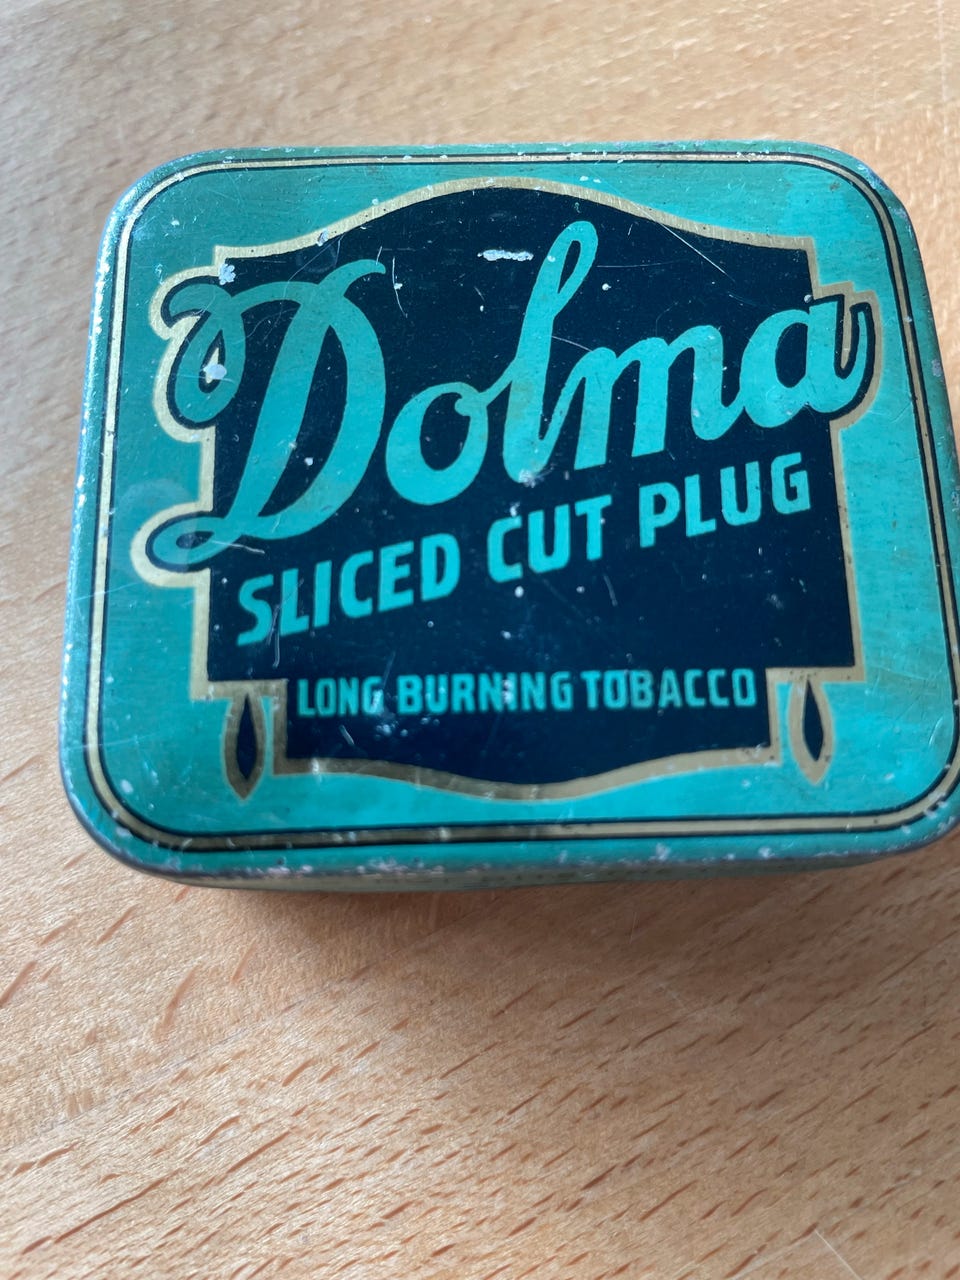 Dolma
SLICED CUT PLUG
LONG BURNING TOBACCO